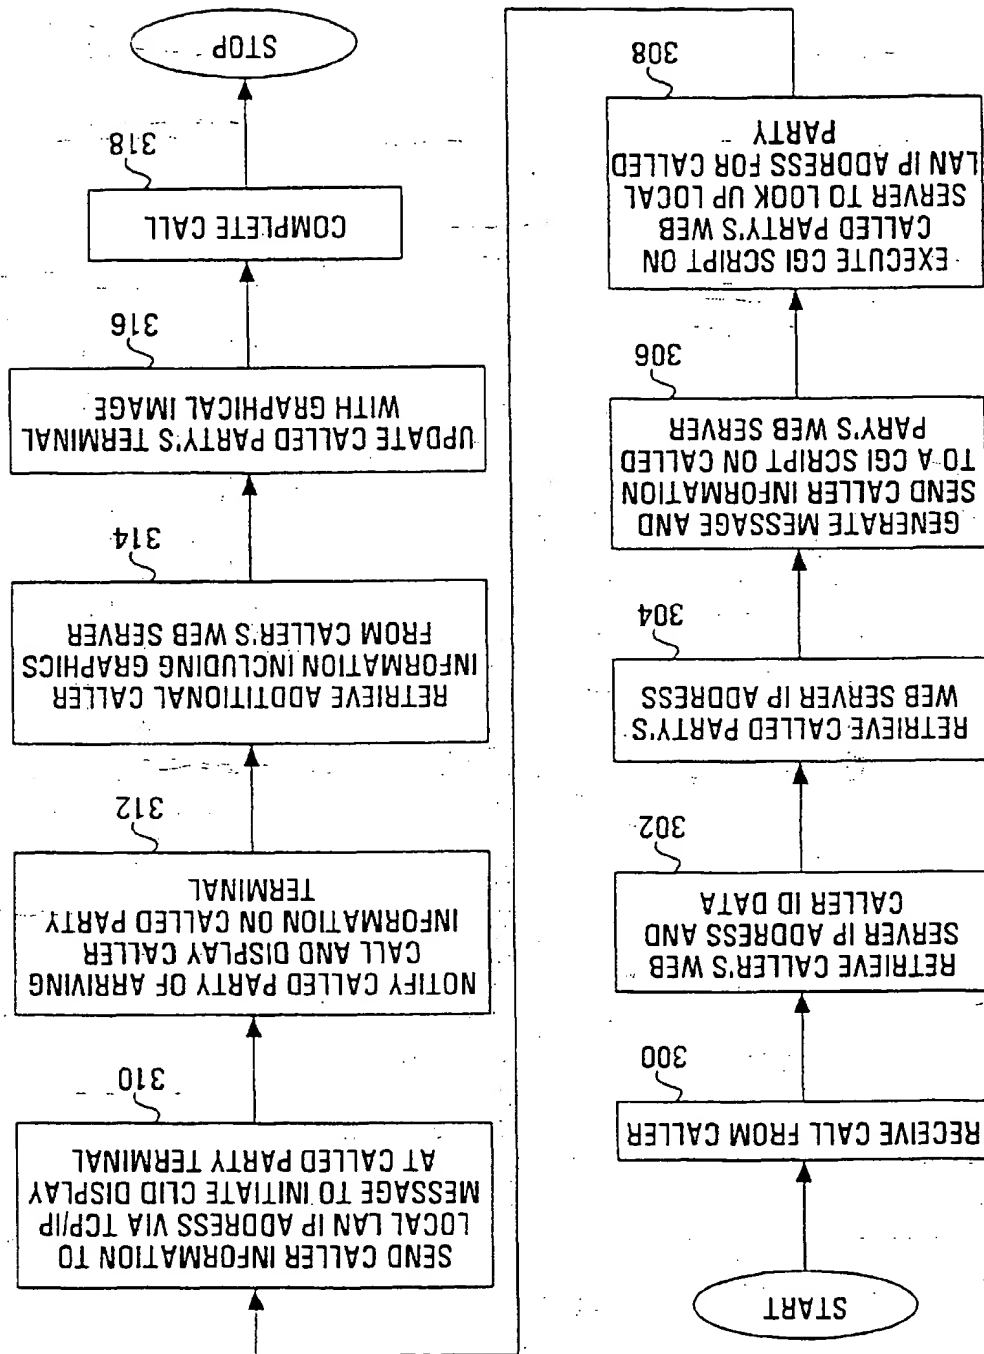 START
RECEIVE CALL FROM CALLER
300
RETRIEVE CALLER'S WEB
SERVER IP ADDRESS AND
CALLER ID DATA
302
RETRIEVE CALLED PARTY'S
WEB SERVER IP ADDRESS
304
GENERATE MESSAGE AND
SEND CALLER INFORMATION
TO A CGI SCRIPT ON CALLED
PARY'S WEB SERVER
306
EXECUTE CGI SCRIPT ON
CALLED PARTY'S WEB
SERVER TO LOOK UP LOCAL
LAN IP ADDRESS FOR CALLED
PARTY
308
SEND CALLER INFORMATION TO
LOCAL LAN IP ADDRESS VIA TCP/IP
MESSAGE TO INITIATE CLID DISPLAY
AT CALLED PARTY TERMINAL
310
NOTIFY CALLED PARTY OF ARRIVING
CALL AND DISPLAY CALLER
INFORMATION ON CALLED PARTY
TERMINAL
312
RETRIEVE ADDTITIONAL CALLER
INFORMATION INCLUDING GRAPHICS
FROM CALLER'S WEB SERVER
314
UPDATE CALLED PARTY'S TERMINAL
WITH GRAPHICAL IMAGE
316
COMPLETE CALL
318
STOP